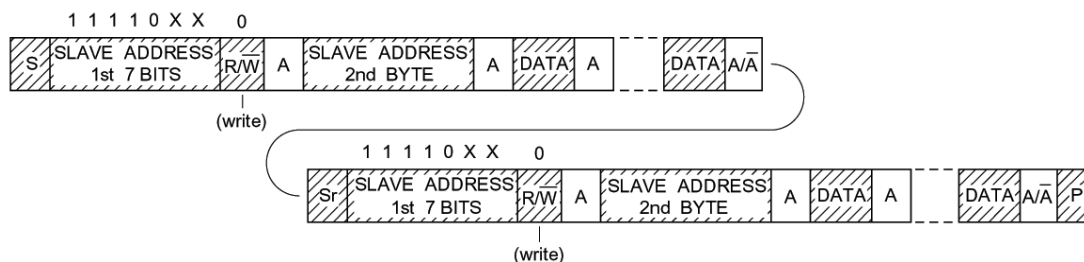 1 1 1 1 0 X X 0
S SLAVE ADDRESS 1st 7 BITS R/W̅ A SLAVE ADDRESS 2nd BYTE A DATA A DATA A/A̅
(write)
1 1 1 1 0 X X 0
Sr SLAVE ADDRESS 1st 7 BITS R/W̅ A SLAVE ADDRESS 2nd BYTE A DATA A DATA A/A̅ P
(write)